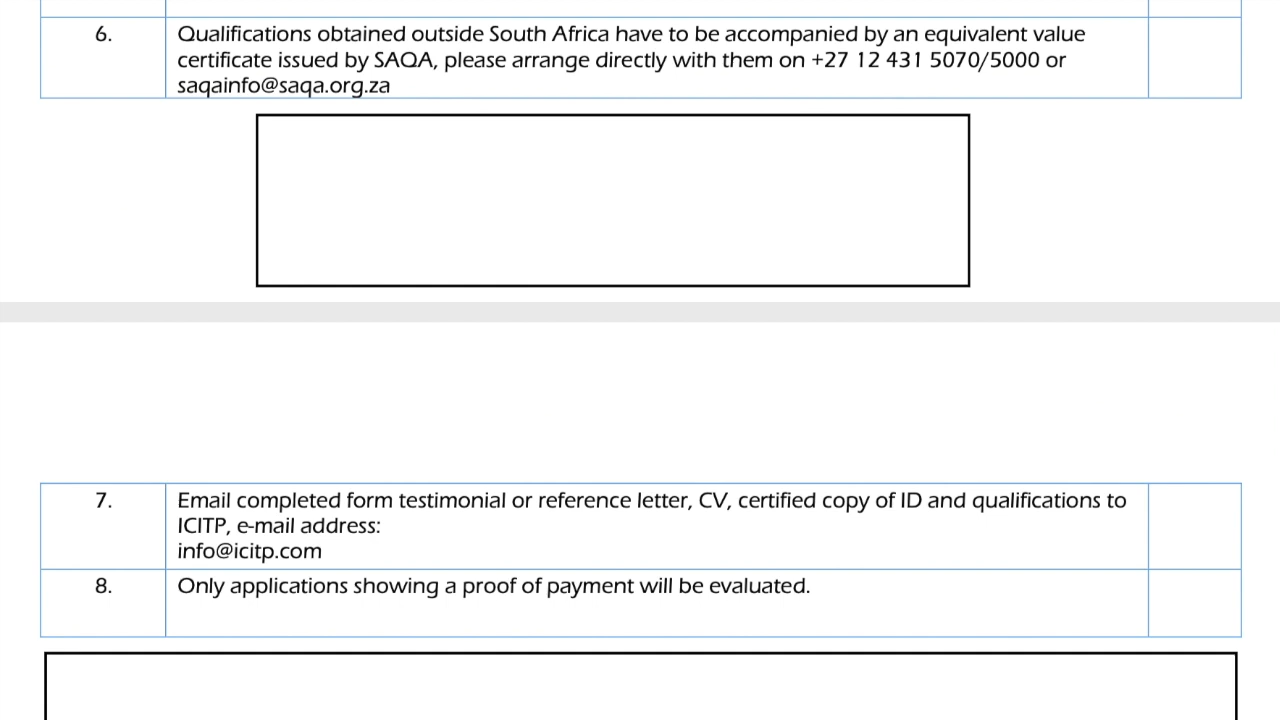 6.
Qualifications obtained outside South Africa have to be accompanied by an equivalent value
certificate issued by SAQA, please arrange directly with them on +27 12 431 5070/5000 or
saqainfo@saqa.org.za
7.
Email completed form testimonial or reference letter, CV, certified copy of ID and qualifications to
ICITP, e-mail address:
info@icitp.com
8.
Only applications showing a proof of payment will be evaluated.